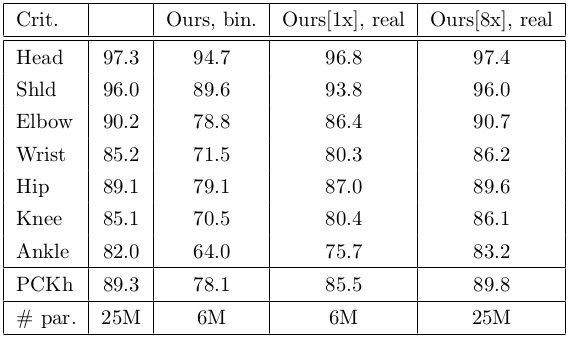 Crit. Ours, bin. Ours[1x], real Ours[8x], real
Head 97.3 94.7 96.8 97.4
Shld 96.0 89.6 93.8 96.0
Elbow 90.2 78.8 86.4 90.7
Wrist 85.2 71.5 80.3 86.2
Hip 89.1 79.1 87.0 89.6
Knee 85.1 70.5 80.4 86.1
Ankle 82.0 64.0 75.7 83.2
PCKh 89.3 78.1 85.5 89.8
# par. 25M 6M 6M 25M